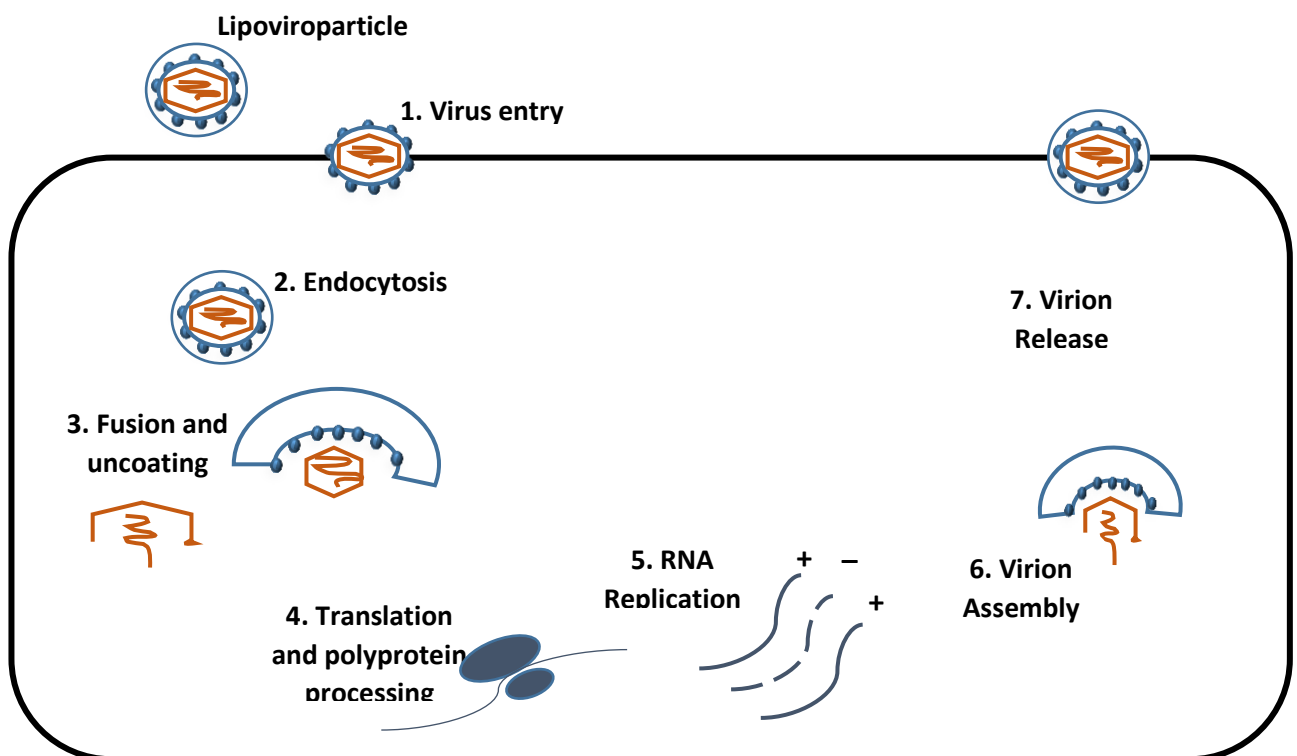 Lipoviroparticle
1. Virus entry
2. Endocytosis
3. Fusion and
uncoating
4. Translation
and polyprotein
processing
5. RNA
Replication
+ –
+
6. Virion
Assembly
7. Virion
Release